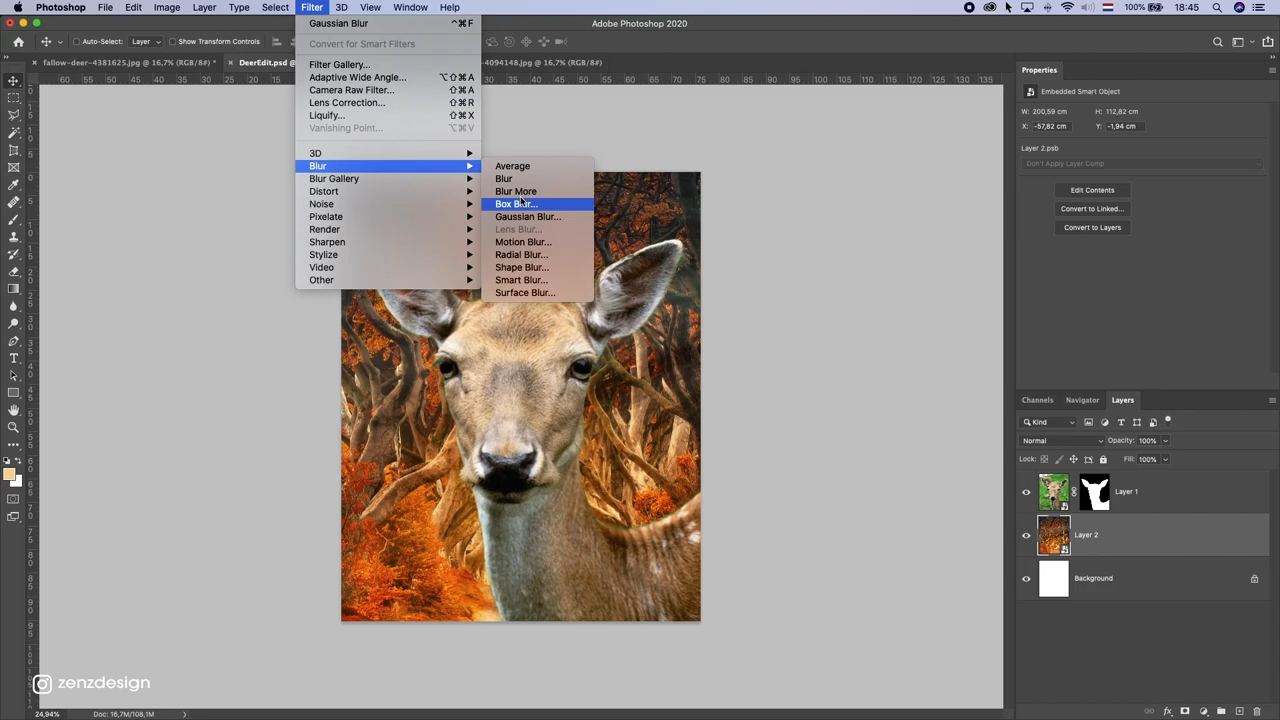 Photoshop File Edit Image Layer Type Select Filter 3D View Window Help 100% 18:45
Adobe Photoshop 2020
Auto-Select: Layer Show Transform Controls
fallow-deer-4381625.jpg @ 16,7% (RGB/8#) * DeerEdit.psd @ -4094148.jpg @ 16,7% (RGB/8#)
Gaussian Blur ^⌘F
Convert for Smart Filters
Filter Gallery...
Adaptive Wide Angle... ⌥⇧⌘A
Camera Raw Filter... ⇧⌘A
Lens Correction... ⇧⌘R
Liquify... ⇧⌘X
Vanishing Point... ⌥⌘V
3D
Blur
Blur Gallery
Distort
Noise
Pixelate
Render
Sharpen
Stylize
Video
Other
Average
Blur
Blur More
Box Blur...
Gaussian Blur...
Lens Blur...
Motion Blur...
Radial Blur...
Shape Blur...
Smart Blur...
Surface Blur...
Properties
Embedded Smart Object
W: 200,59 cm H: 112,82 cm
X: -57,82 cm Y: -1,94 cm
Layer 2.psb
Don't Apply Layer Comp
Edit Contents
Convert to Linked...
Convert to Layers
Channels Navigator Layers
Kind
Normal Opacity: 100%
Lock: Fill: 100%
Layer 1
Layer 2
Background
zenzdesign
24,94% Doc: 16,7M/108,1M